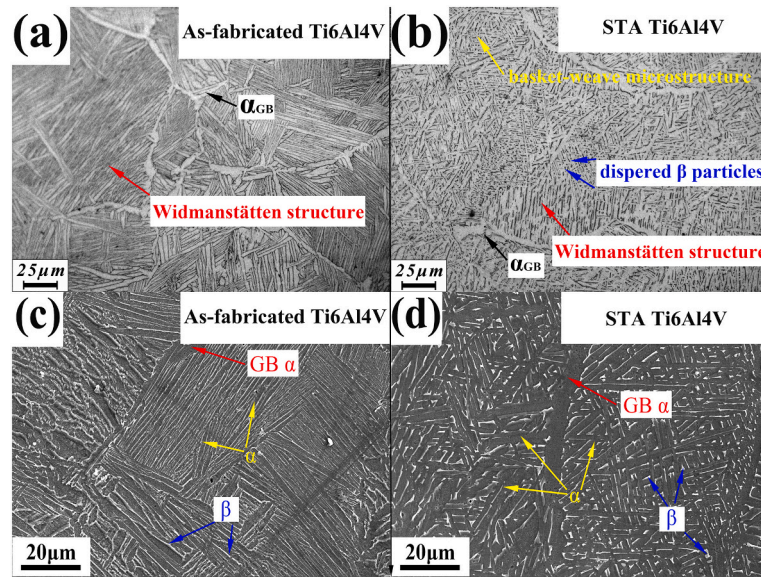 (a)
As-fabricated Ti6Al4V
αGB
Widmanstätten structure
25μm
(b)
STA Ti6Al4V
basket-weave microstructure
dispered β particles
Widmanstätten structure
αGB
25μm
(c)
As-fabricated Ti6Al4V
GB α
α
β
20μm
(d)
STA Ti6Al4V
GB α
α
β
20μm